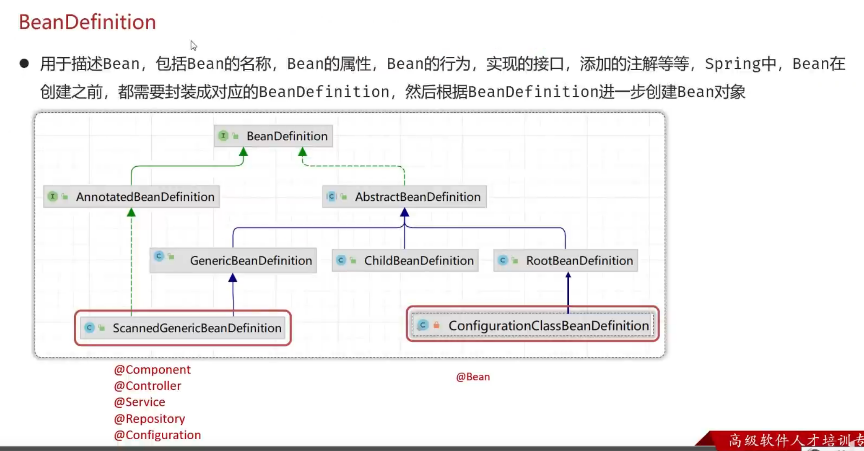 BeanDefinition
● 用于描述Bean，包括Bean的名称，Bean的属性，Bean的行为，实现的接口，添加的注解等等，Spring中，Bean在
创建之前，都需要封装成对应的BeanDefinition，然后根据BeanDefinition进一步创建Bean对象
I BeanDefinition
I AnnotatedBeanDefinition
C AbstractBeanDefinition
C GenericBeanDefinition
C ChildBeanDefinition
C RootBeanDefinition
C ScannedGenericBeanDefinition
C ConfigurationClassBeanDefinition
@Component
@Controller
@Service
@Repository
@Configuration
@Bean
高级软件人才培训专